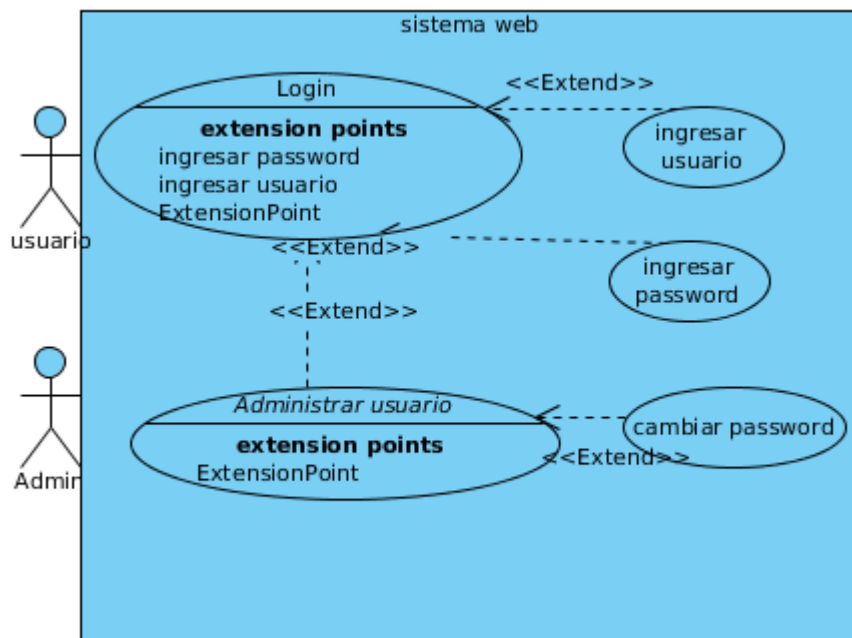 sistema web
Login
extension points
ingresar password
ingresar usuario
ExtensionPoint
<<Extend>>
ingresar
usuario
usuario
<<Extend>>
ingresar
password
<<Extend>>
Admin
Administrar usuario
extension points
ExtensionPoint
cambiar password
<<Extend>>